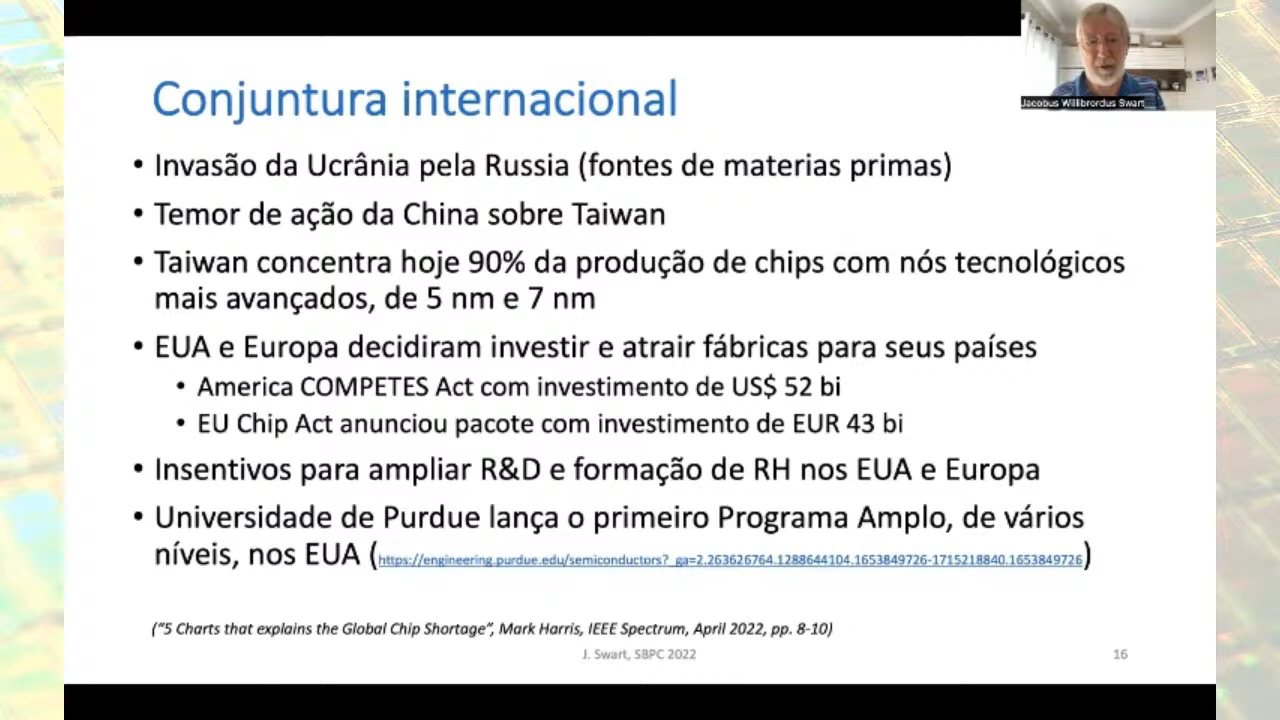 Jacobus Willibrordus Swart
Conjuntura internacional
• Invasão da Ucrânia pela Russia (fontes de materias primas)
• Temor de ação da China sobre Taiwan
• Taiwan concentra hoje 90% da produção de chips com nós tecnológicos
mais avançados, de 5 nm e 7 nm
• EUA e Europa decidiram investir e atrair fábricas para seus países
• America COMPETES Act com investimento de US$ 52 bi
• EU Chip Act anunciou pacote com investimento de EUR 43 bi
• Insentivos para ampliar R&D e formação de RH nos EUA e Europa
• Universidade de Purdue lança o primeiro Programa Amplo, de vários
níveis, nos EUA (https://engineering.purdue.edu/semiconductors?_ga=2.263626764.1288644104.1653849726-1715218840.1653849726)
("5 Charts that explains the Global Chip Shortage", Mark Harris, IEEE Spectrum, April 2022, pp. 8-10)
J. Swart, SBPC 2022
16